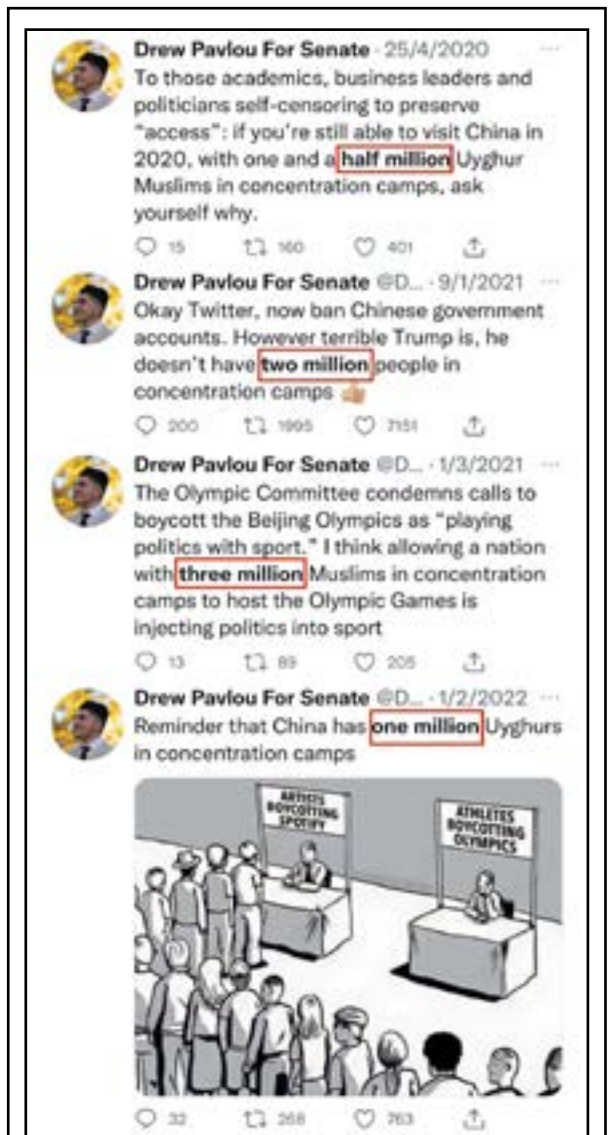 Drew Pavlou For Senate · 25/4/2020 ...
To those academics, business leaders and
politicians self-censoring to preserve
"access": if you're still able to visit China in
2020, with one and a half million Uyghur
Muslims in concentration camps, ask
yourself why.
15 160 401
Drew Pavlou For Senate @D... · 9/1/2021 ...
Okay Twitter, now ban Chinese government
accounts. However terrible Trump is, he
doesn't have two million people in
concentration camps 👍
200 1995 7151
Drew Pavlou For Senate @D... · 1/3/2021 ...
The Olympic Committee condemns calls to
boycott the Beijing Olympics as "playing
politics with sport." I think allowing a nation
with three million Muslims in concentration
camps to host the Olympic Games is
injecting politics into sport
13 89 205
Drew Pavlou For Senate @D... · 1/2/2022 ...
Reminder that China has one million Uyghurs
in concentration camps
ARTISTS
BOYCOTTING
SPOTIFY
ATHLETES
BOYCOTTING
OLYMPICS
32 268 763